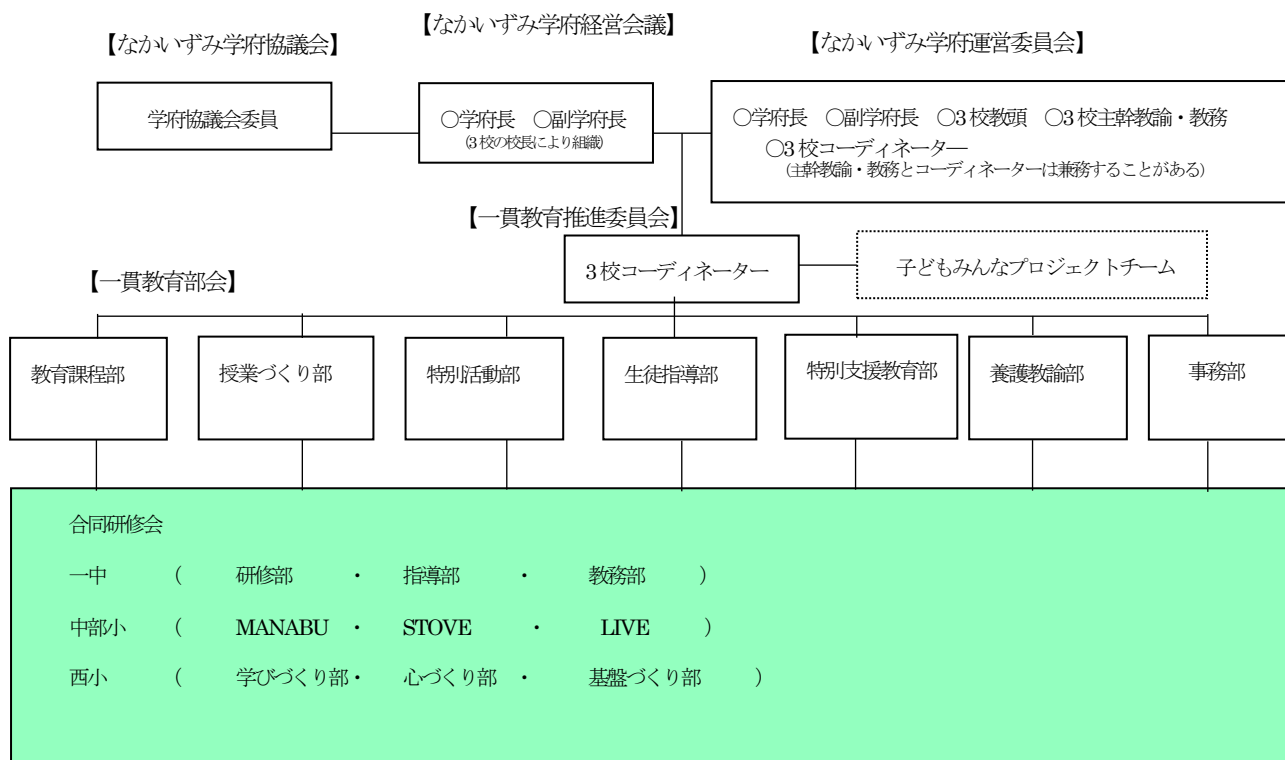 【なかいずみ学府協議会】
【なかいずみ学府経営会議】
【なかいずみ学府運営委員会】
学府協議会委員
○学府長 ○副学府長
(3校の校長により組織)
○学府長 ○副学府長 ○3校教頭 ○3校主幹教諭・教務
○3校コーディネーター
(主幹教諭・教務とコーディネーターは兼務することがある)
【一貫教育推進委員会】
3校コーディネーター
子どもみんなプロジェクトチーム
【一貫教育部会】
教育課程部
授業づくり部
特別活動部
生徒指導部
特別支援教育部
養護教諭部
事務部
合同研修会
一中 ( 研修部 ・ 指導部 ・ 教務部 )
中部小 ( MANABU ・ STOVE ・ LIVE )
西小 ( 学びづくり部・ 心づくり部 ・ 基盤づくり部 )